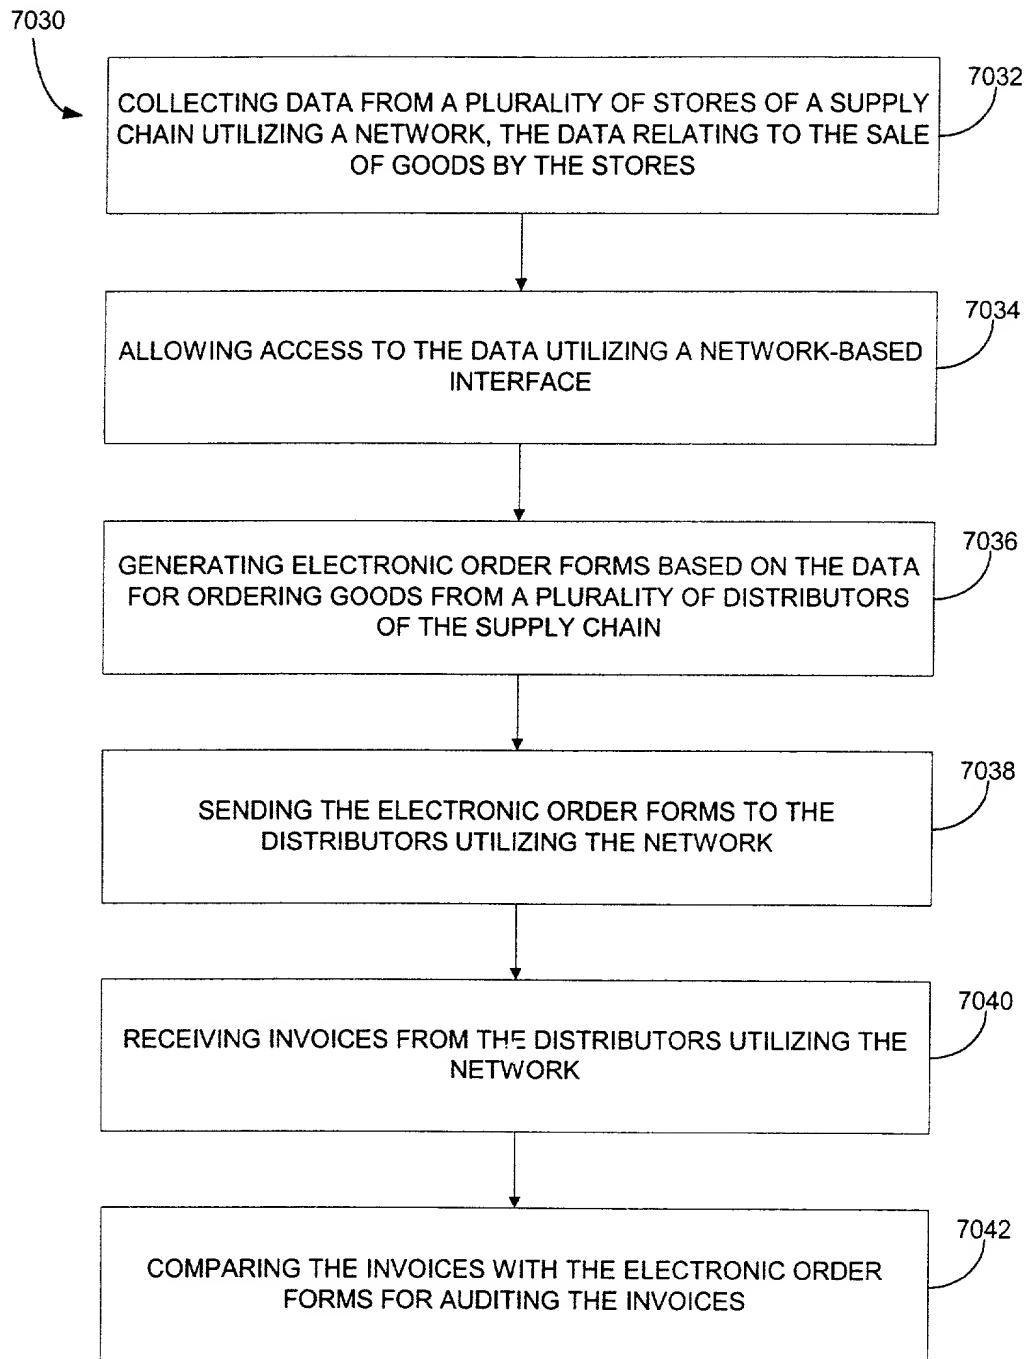 7030
7032
COLLECTING DATA FROM A PLURALITY OF STORES OF A SUPPLY
CHAIN UTILIZING A NETWORK, THE DATA RELATING TO THE SALE
OF GOODS BY THE STORES
7034
ALLOWING ACCESS TO THE DATA UTILIZING A NETWORK-BASED
INTERFACE
7036
GENERATING ELECTRONIC ORDER FORMS BASED ON THE DATA
FOR ORDERING GOODS FROM A PLURALITY OF DISTRIBUTORS
OF THE SUPPLY CHAIN
7038
SENDING THE ELECTRONIC ORDER FORMS TO THE
DISTRIBUTORS UTILIZING THE NETWORK
7040
RECEIVING INVOICES FROM THE DISTRIBUTORS UTILIZING THE
NETWORK
7042
COMPARING THE INVOICES WITH THE ELECTRONIC ORDER
FORMS FOR AUDITING THE INVOICES